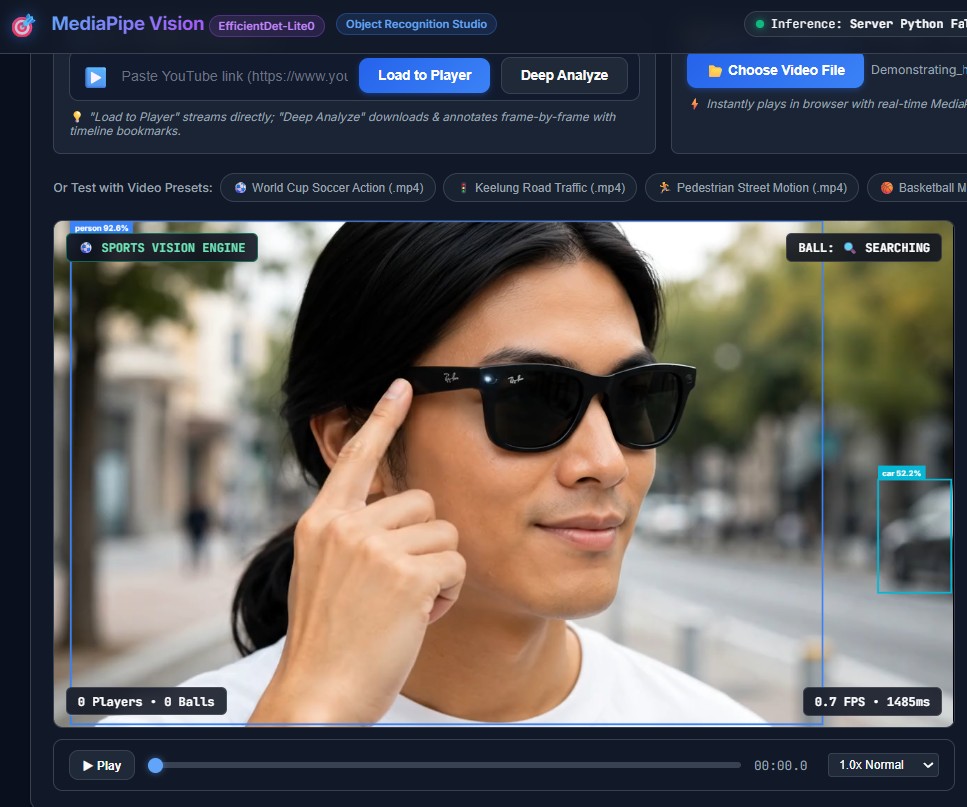 MediaPipe Vision
EfficientDet-Lite0
Object Recognition Studio
Inference: Server Python
Paste YouTube link (https://www.you
Load to Player
Deep Analyze
Choose Video File
Demonstrating_
"Load to Player" streams directly; "Deep Analyze" downloads & annotates frame-by-frame with
timeline bookmarks.
Instantly plays in browser with real-time
Or Test with Video Presets:
World Cup Soccer Action (.mp4)
Keelung Road Traffic (.mp4)
Pedestrian Street Motion (.mp4)
Basketball M
person 92.6%
SPORTS VISION ENGINE
BALL: SEARCHING
Ray-Ban
Ray-Ban
car 52.2%
0 Players • 0 Balls
0.7 FPS • 1485ms
Play
00:00.0
1.0x Normal